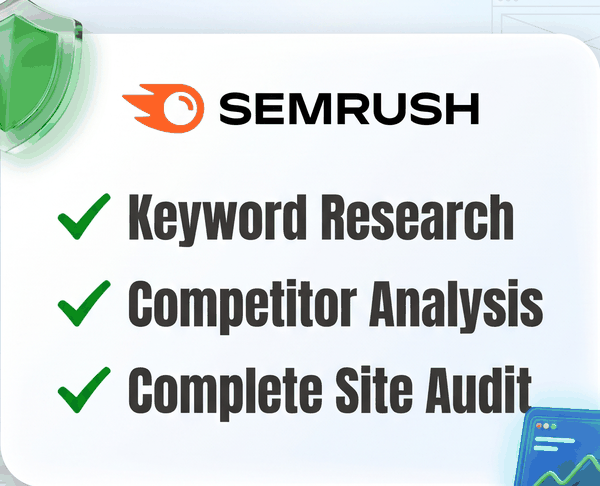 SEMRUSH
Keyword Research
Competitor Analysis
Complete Site Audit